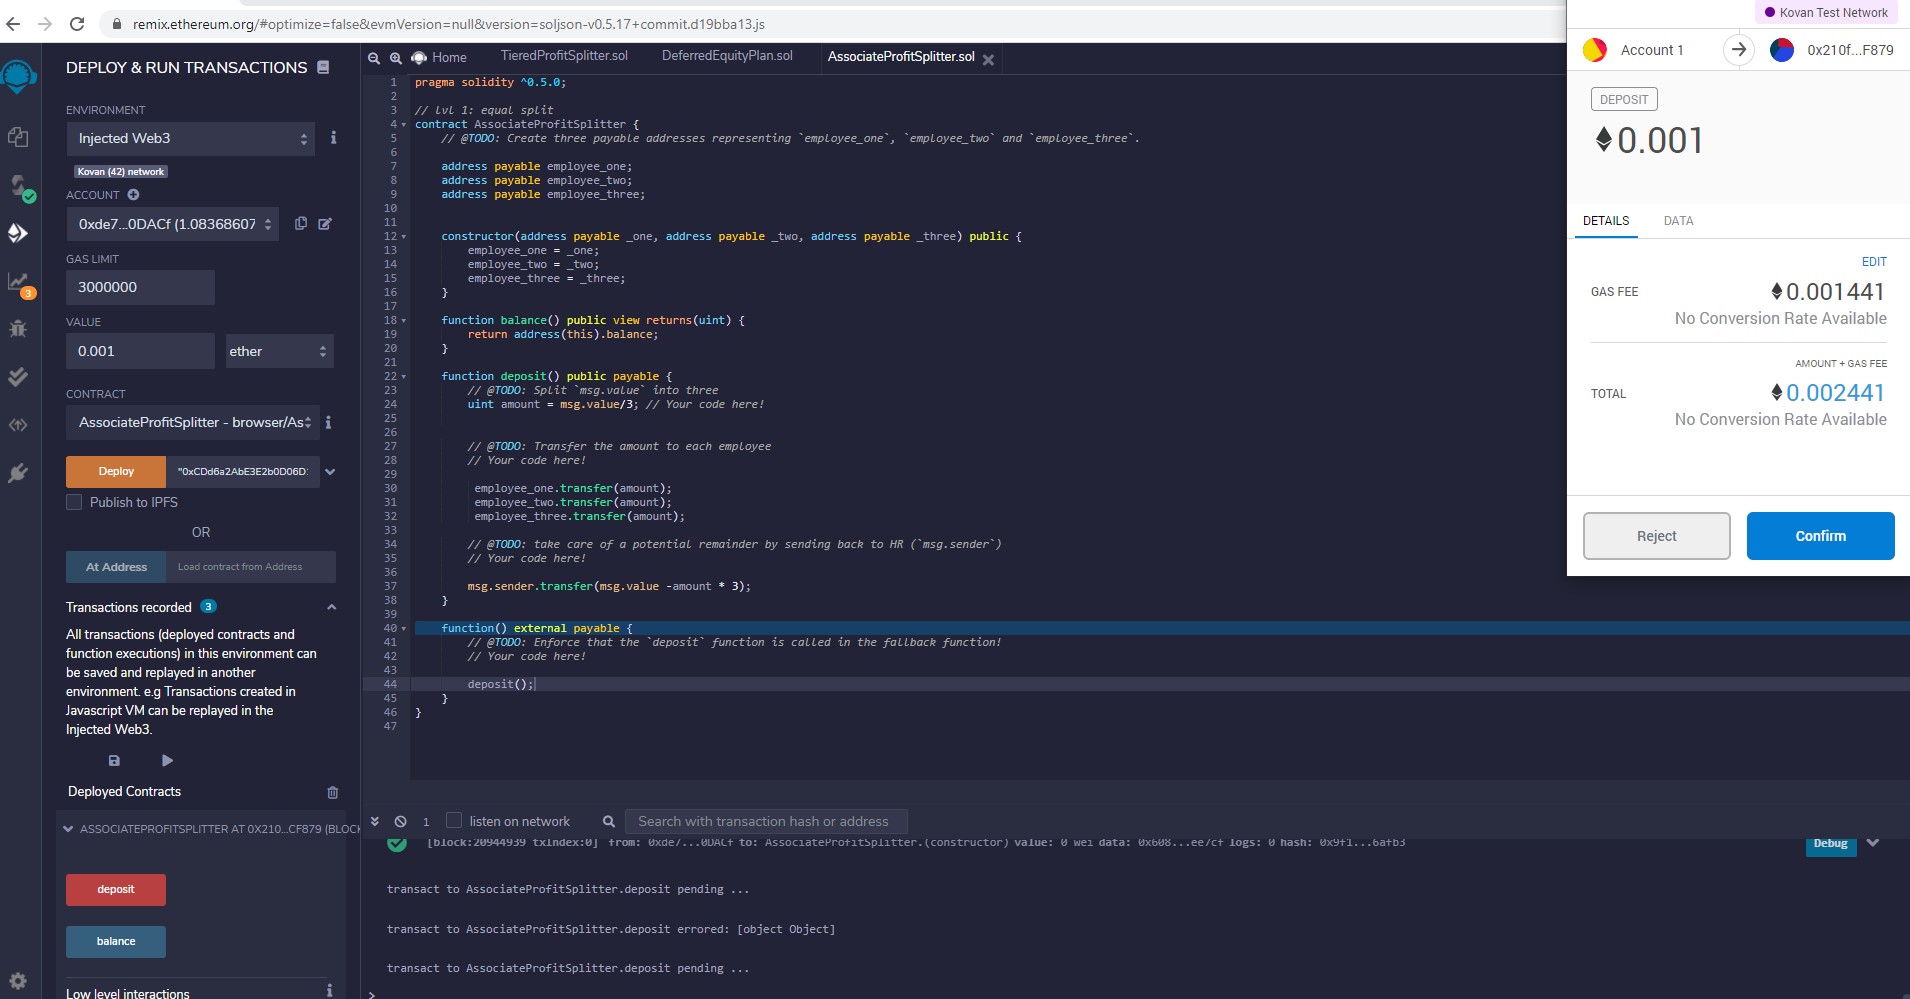 remix.ethereum.org/#optimize=false&evmVersion=null&version=soljson-v0.5.17+commit.d19bba13.js
DEPLOY & RUN TRANSACTIONS
ENVIRONMENT
Injected Web3
Kovan (42) network
ACCOUNT
0xde7...0DACf (1.08368607
GAS LIMIT
3000000
VALUE
0.001
ether
CONTRACT
AssociateProfitSplitter - browser/As
Deploy
"0xCDd6a2AbE3E2b0D06D:
Publish to IPFS
OR
At Address
Load contract from Address
Transactions recorded 3
All transactions (deployed contracts and
function executions) in this environment can
be saved and replayed in another
environment. e.g Transactions created in
Javascript VM can be replayed in the
Injected Web3.
Deployed Contracts
ASSOCIATEPROFITSPLITTER AT 0X210...CF879 (BLOCK
deposit
balance
Low level interactions
3
Home
TieredProfitSplitter.sol
DeferredEquityPlan.sol
AssociateProfitSplitter.sol
1 pragma solidity ^0.5.0;
2
3 // lvl 1: equal split
4 contract AssociateProfitSplitter {
5 // @TODO: Create three payable addresses representing `employee_one`, `employee_two` and `employee_three`.
6
7 address payable employee_one;
8 address payable employee_two;
9 address payable employee_three;
10
11
12 constructor(address payable _one, address payable _two, address payable _three) public {
13 employee_one = _one;
14 employee_two = _two;
15 employee_three = _three;
16 }
17
18 function balance() public view returns(uint) {
19 return address(this).balance;
20 }
21
22 function deposit() public payable {
23 // @TODO: Split `msg.value` into three
24 uint amount = msg.value/3; // Your code here!
25
26
27 // @TODO: Transfer the amount to each employee
28 // Your code here!
29
30 employee_one.transfer(amount);
31 employee_two.transfer(amount);
32 employee_three.transfer(amount);
33
34 // @TODO: take care of a potential remainder by sending back to HR (`msg.sender`)
35 // Your code here!
36
37 msg.sender.transfer(msg.value -amount * 3);
38 }
39
40 function() external payable {
41 // @TODO: Enforce that the `deposit` function is called in the fallback function!
42 // Your code here!
43
44 deposit();
45 }
46 }
47
1
listen on network
Search with transaction hash or address
[block:20944939 txIndex:0] from: 0xde7...0DACf to: AssociateProfitSplitter.(constructor) value: 0 wei data: 0x608...ee7cf logs: 0 hash: 0x9f1...6afb3
Debug
transact to AssociateProfitSplitter.deposit pending ...
transact to AssociateProfitSplitter.deposit errored: [object Object]
transact to AssociateProfitSplitter.deposit pending ...
>
Kovan Test Network
Account 1
0x210f...F879
DEPOSIT
0.001
DETAILS
DATA
EDIT
GAS FEE
0.001441
No Conversion Rate Available
AMOUNT + GAS FEE
TOTAL
0.002441
No Conversion Rate Available
Reject
Confirm